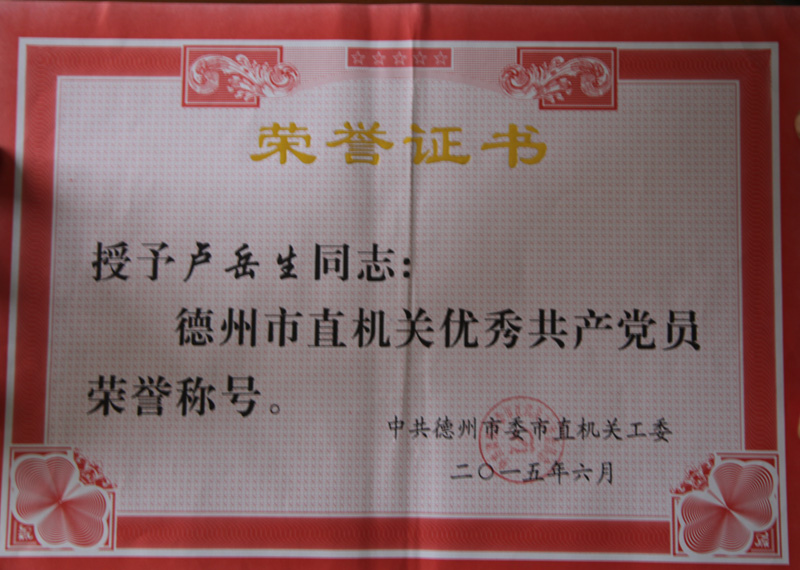 荣誉证书
授予卢岳生同志：
德州市直机关优秀共产党员
荣誉称号。
中共德州市委市直机关工委
二〇一五年六月